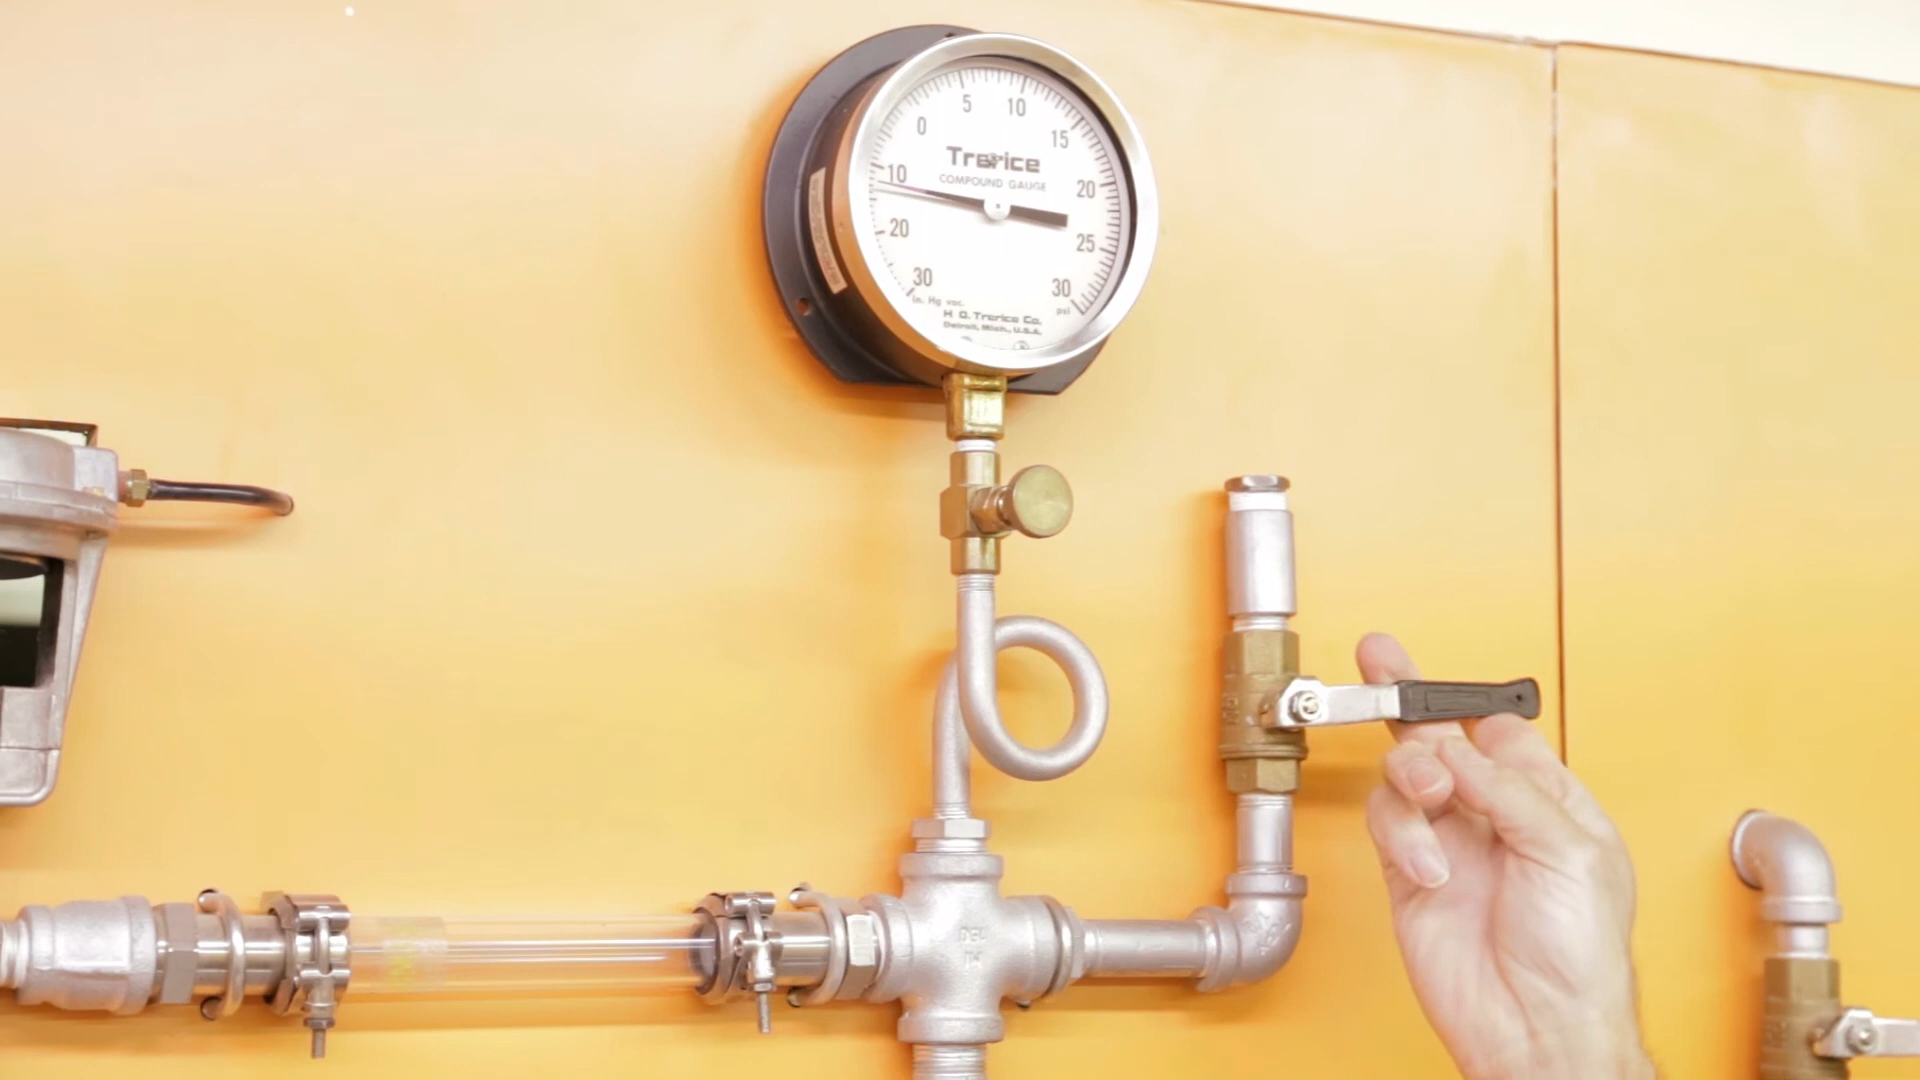 5 10
0 15
Trerice
COMPOUND GAUGE
10 20
20 25
30 30
In. Hg vac. psi
H O. Trerice Co.
Detroit, Mich., U.S.A.